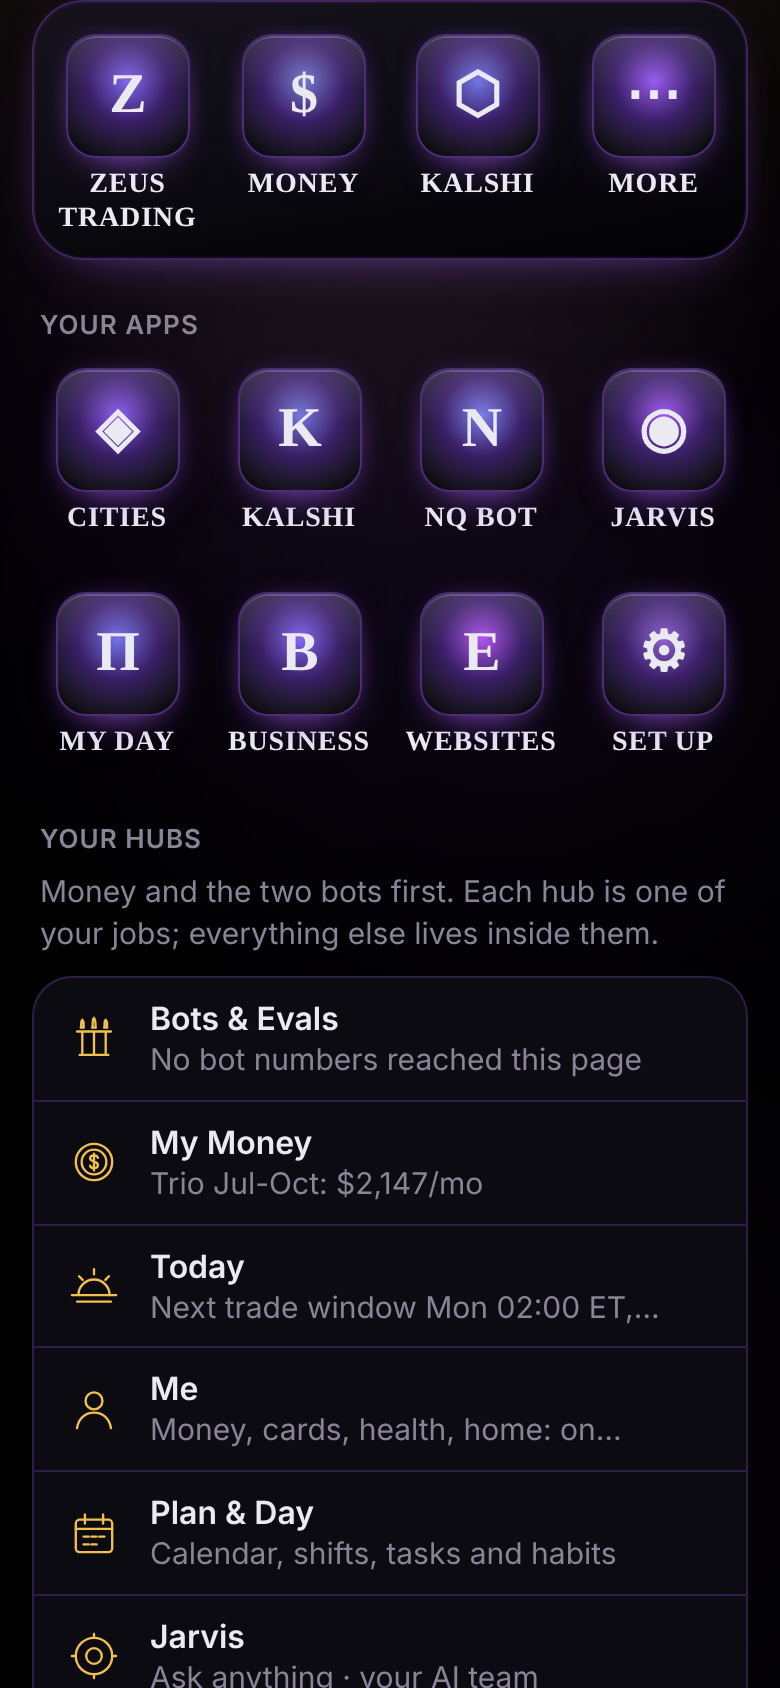 Z
$
⬡
⋯
ZEUS
TRADING
MONEY
KALSHI
MORE
YOUR APPS
◈
K
N
◉
CITIES
KALSHI
NQ BOT
JARVIS
Π
B
E
⚙
MY DAY
BUSINESS
WEBSITES
SET UP
YOUR HUBS
Money and the two bots first. Each hub is one of
your jobs; everything else lives inside them.
Bots & Evals
No bot numbers reached this page
My Money
Trio Jul-Oct: $2,147/mo
Today
Next trade window Mon 02:00 ET,...
Me
Money, cards, health, home: on...
Plan & Day
Calendar, shifts, tasks and habits
Jarvis
Ask anything · your AI team